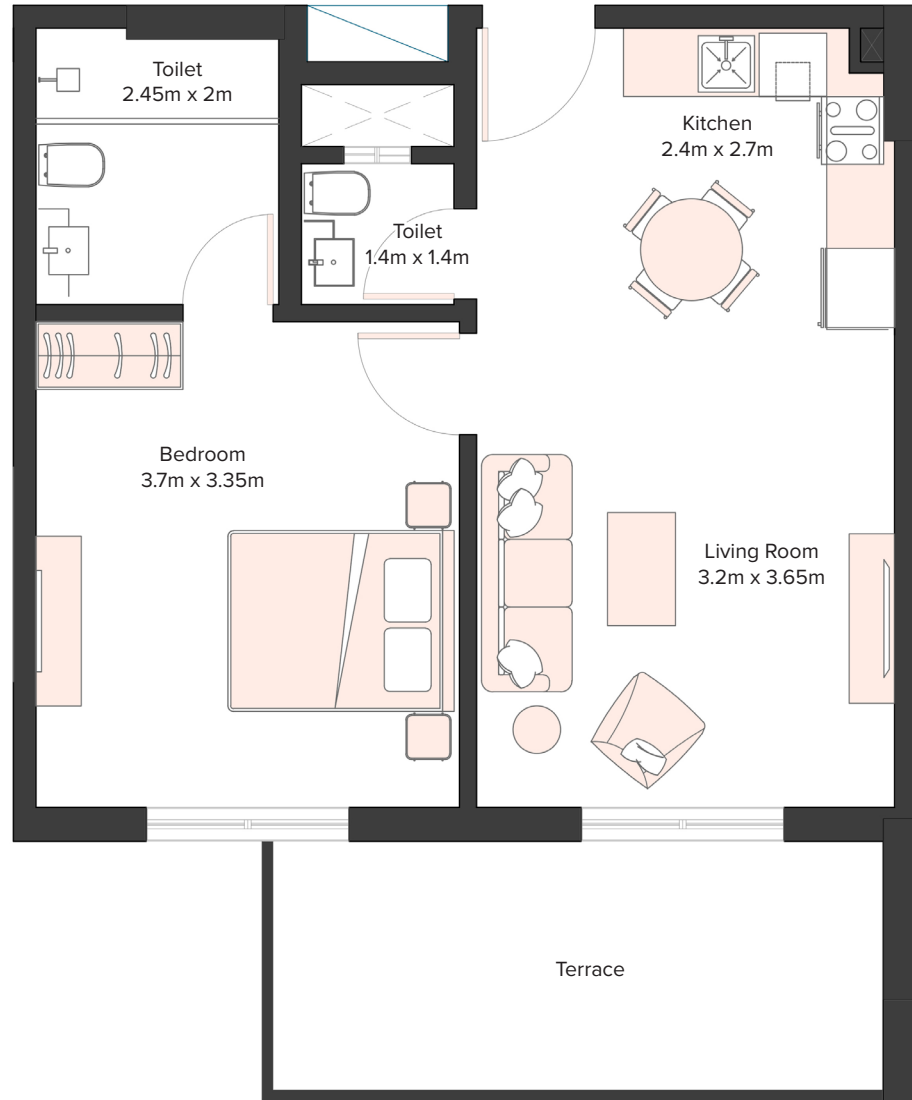 Toilet
2.45m x 2m
Kitchen
2.4m x 2.7m
Toilet
1.4m x 1.4m
Bedroom
3.7m x 3.35m
Living Room
3.2m x 3.65m
Terrace